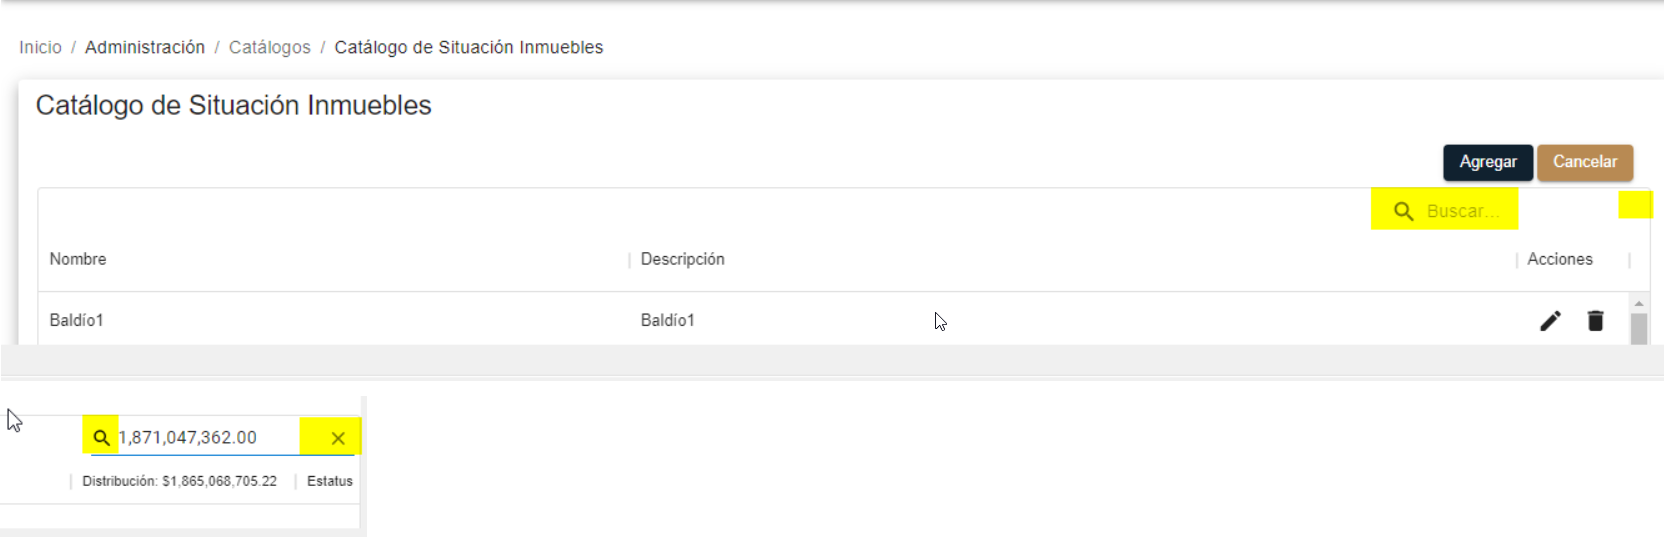 Inicio / Administración / Catálogos / Catálogo de Situación Inmuebles
Catálogo de Situación Inmuebles
Agregar Cancelar
Buscar...
Nombre Descripción Acciones
Baldío1 Baldío1
1,871,047,362.00
Distribución: $1,865,068,705.22 Estatus